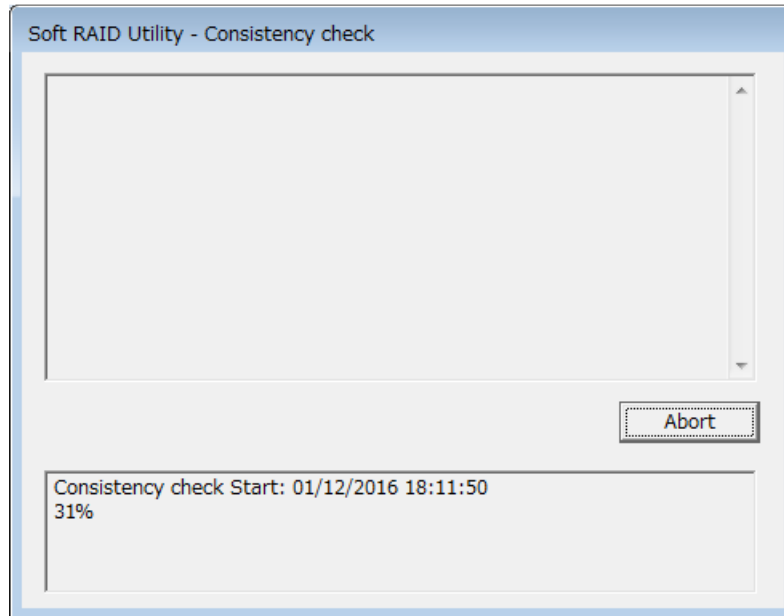 Soft RAID Utility - Consistency check
Abort
Consistency check Start: 01/12/2016 18:11:50
31%